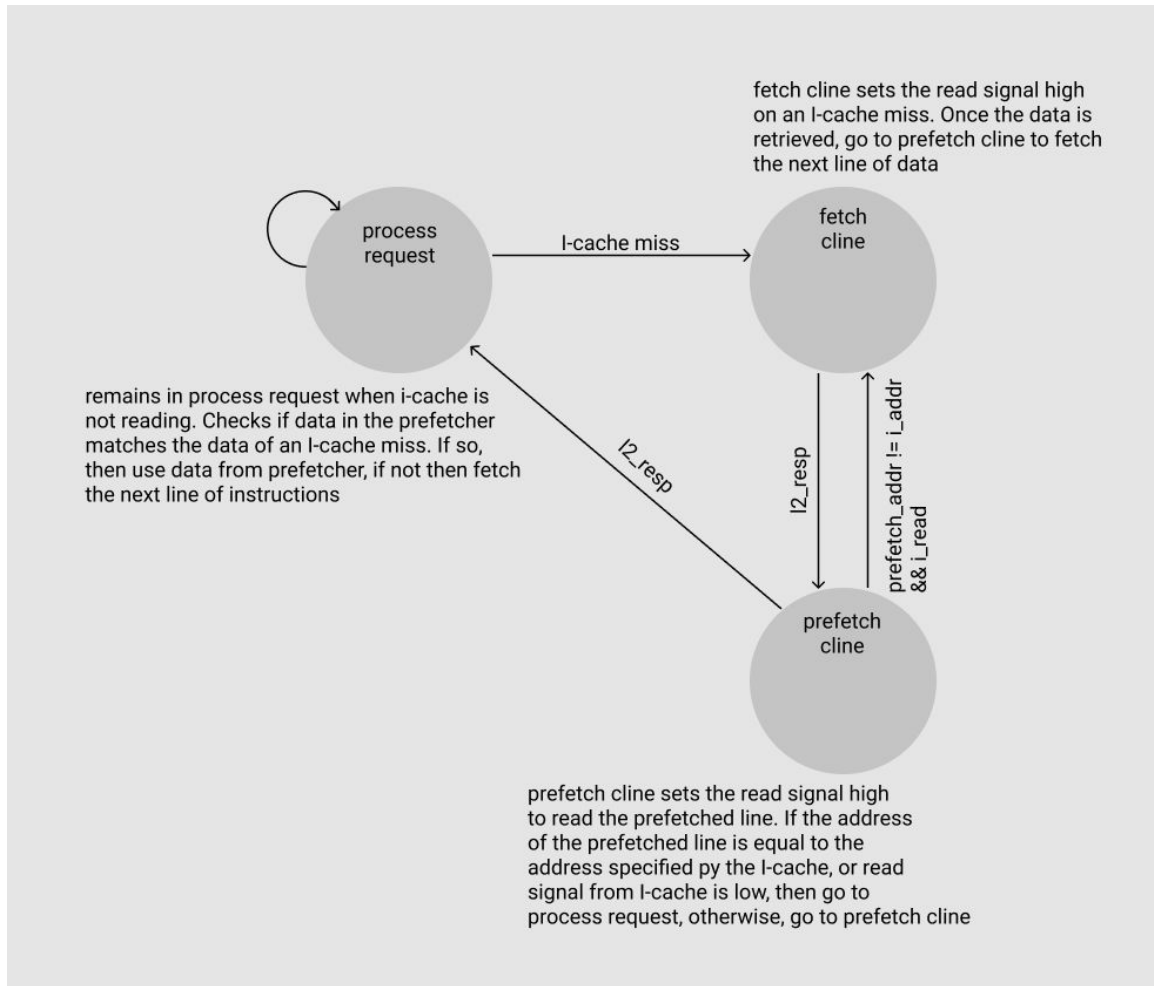 fetch cline sets the read signal high
on an I-cache miss. Once the data is
retrieved, go to prefetch cline to fetch
the next line of data
process
request
I-cache miss
fetch
cline
remains in process request when i-cache is
not reading. Checks if data in the prefetcher
matches the data of an I-cache miss. If so,
then use data from prefetcher, if not then fetch
the next line of instructions
l2_resp
l2_resp
prefetch_addr != i_addr
&& i_read
prefetch
cline
prefetch cline sets the read signal high
to read the prefetched line. If the address
of the prefetched line is equal to the
address specified py the I-cache, or read
signal from I-cache is low, then go to
process request, otherwise, go to prefetch cline